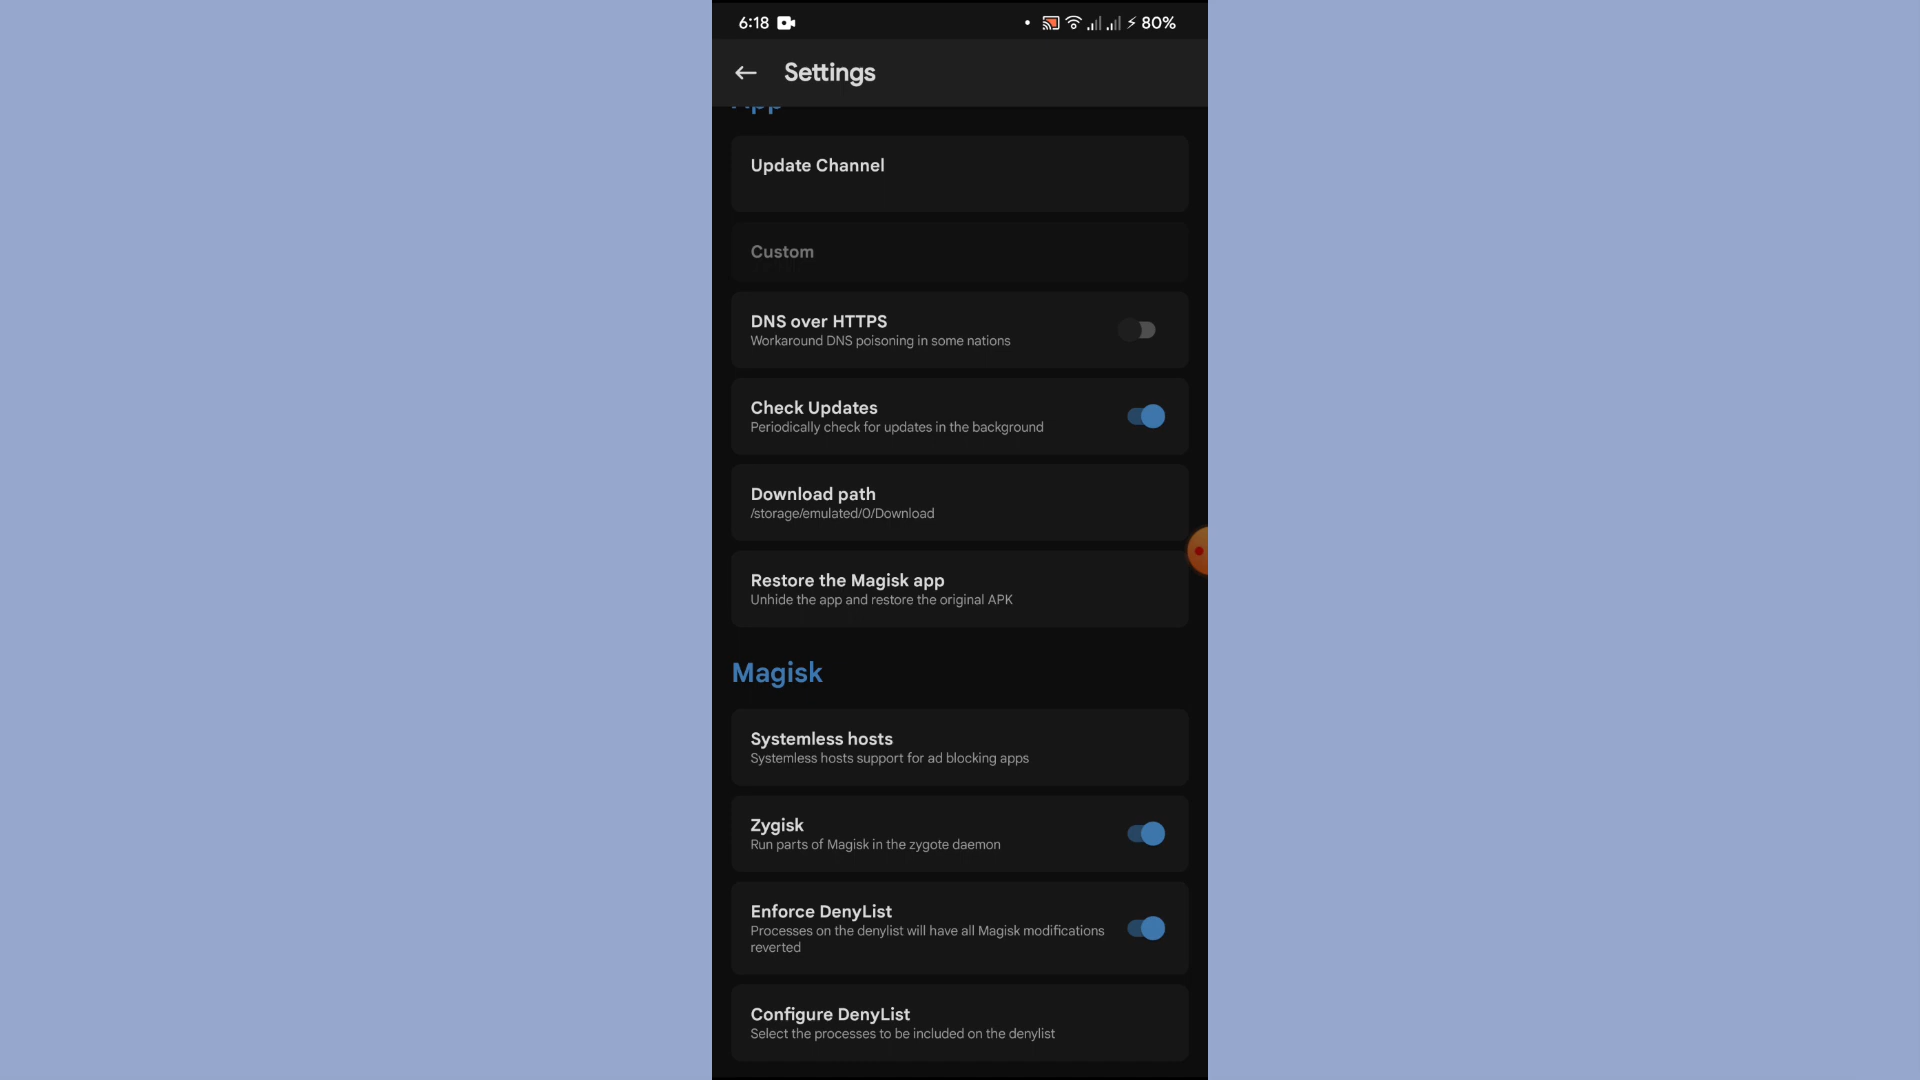 6:18
80%
Settings
App
Update Channel
Custom
DNS over HTTPS
Workaround DNS poisoning in some nations
Check Updates
Periodically check for updates in the background
Download path
/storage/emulated/0/Download
Restore the Magisk app
Unhide the app and restore the original APK
Magisk
Systemless hosts
Systemless hosts support for ad blocking apps
Zygisk
Run parts of Magisk in the zygote daemon
Enforce DenyList
Processes on the denylist will have all Magisk modifications
reverted
Configure DenyList
Select the processes to be included on the denylist